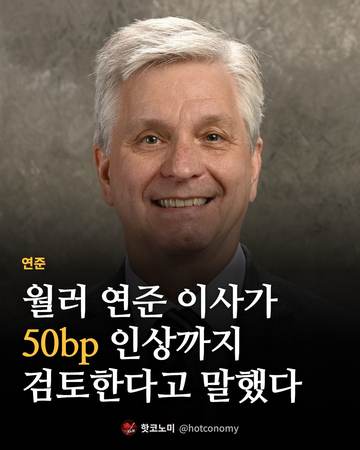 연준
월러 연준 이사가
50bp 인상까지
검토한다고 말했다
핫코노미 @hotconomy